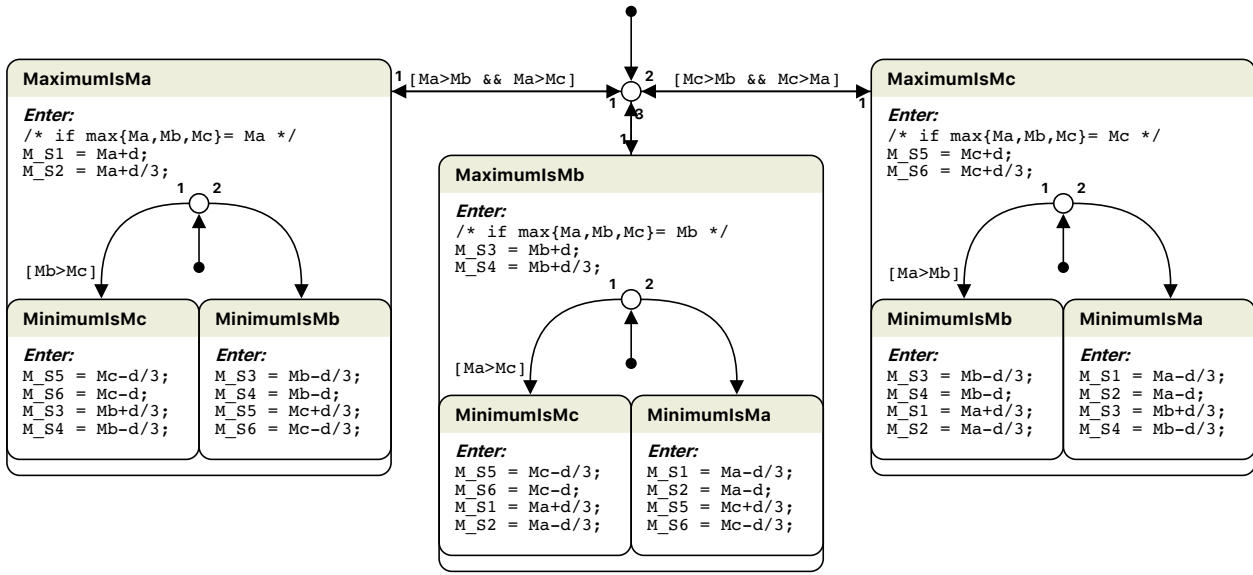 2
1
[Ma>Mb && Ma>Mc]
[Mc>Mb && Mc>Ma]
1
3
1
1
MaximumIsMa
Enter:
/* if max{Ma,Mb,Mc}= Ma */
M_S1 = Ma+d;
M_S2 = Ma+d/3;
1
2
[Mb>Mc]
MinimumIsMc
Enter:
M_S5 = Mc-d/3;
M_S6 = Mc-d;
M_S3 = Mb+d/3;
M_S4 = Mb-d/3;
MinimumIsMb
Enter:
M_S3 = Mb-d/3;
M_S4 = Mb-d;
M_S5 = Mc+d/3;
M_S6 = Mc-d/3;
MaximumIsMb
Enter:
/* if max{Ma,Mb,Mc}= Mb */
M_S3 = Mb+d;
M_S4 = Mb+d/3;
1
2
[Ma>Mc]
MinimumIsMc
Enter:
M_S5 = Mc-d/3;
M_S6 = Mc-d;
M_S1 = Ma+d/3;
M_S2 = Ma-d/3;
MinimumIsMa
Enter:
M_S1 = Ma-d/3;
M_S2 = Ma-d;
M_S5 = Mc+d/3;
M_S6 = Mc-d/3;
MaximumIsMc
Enter:
/* if max{Ma,Mb,Mc}= Mc */
M_S5 = Mc+d;
M_S6 = Mc+d/3;
1
2
[Ma>Mb]
MinimumIsMb
Enter:
M_S3 = Mb-d/3;
M_S4 = Mb-d;
M_S1 = Ma+d/3;
M_S2 = Ma-d/3;
MinimumIsMa
Enter:
M_S1 = Ma-d/3;
M_S2 = Ma-d;
M_S3 = Mb+d/3;
M_S4 = Mb-d/3;